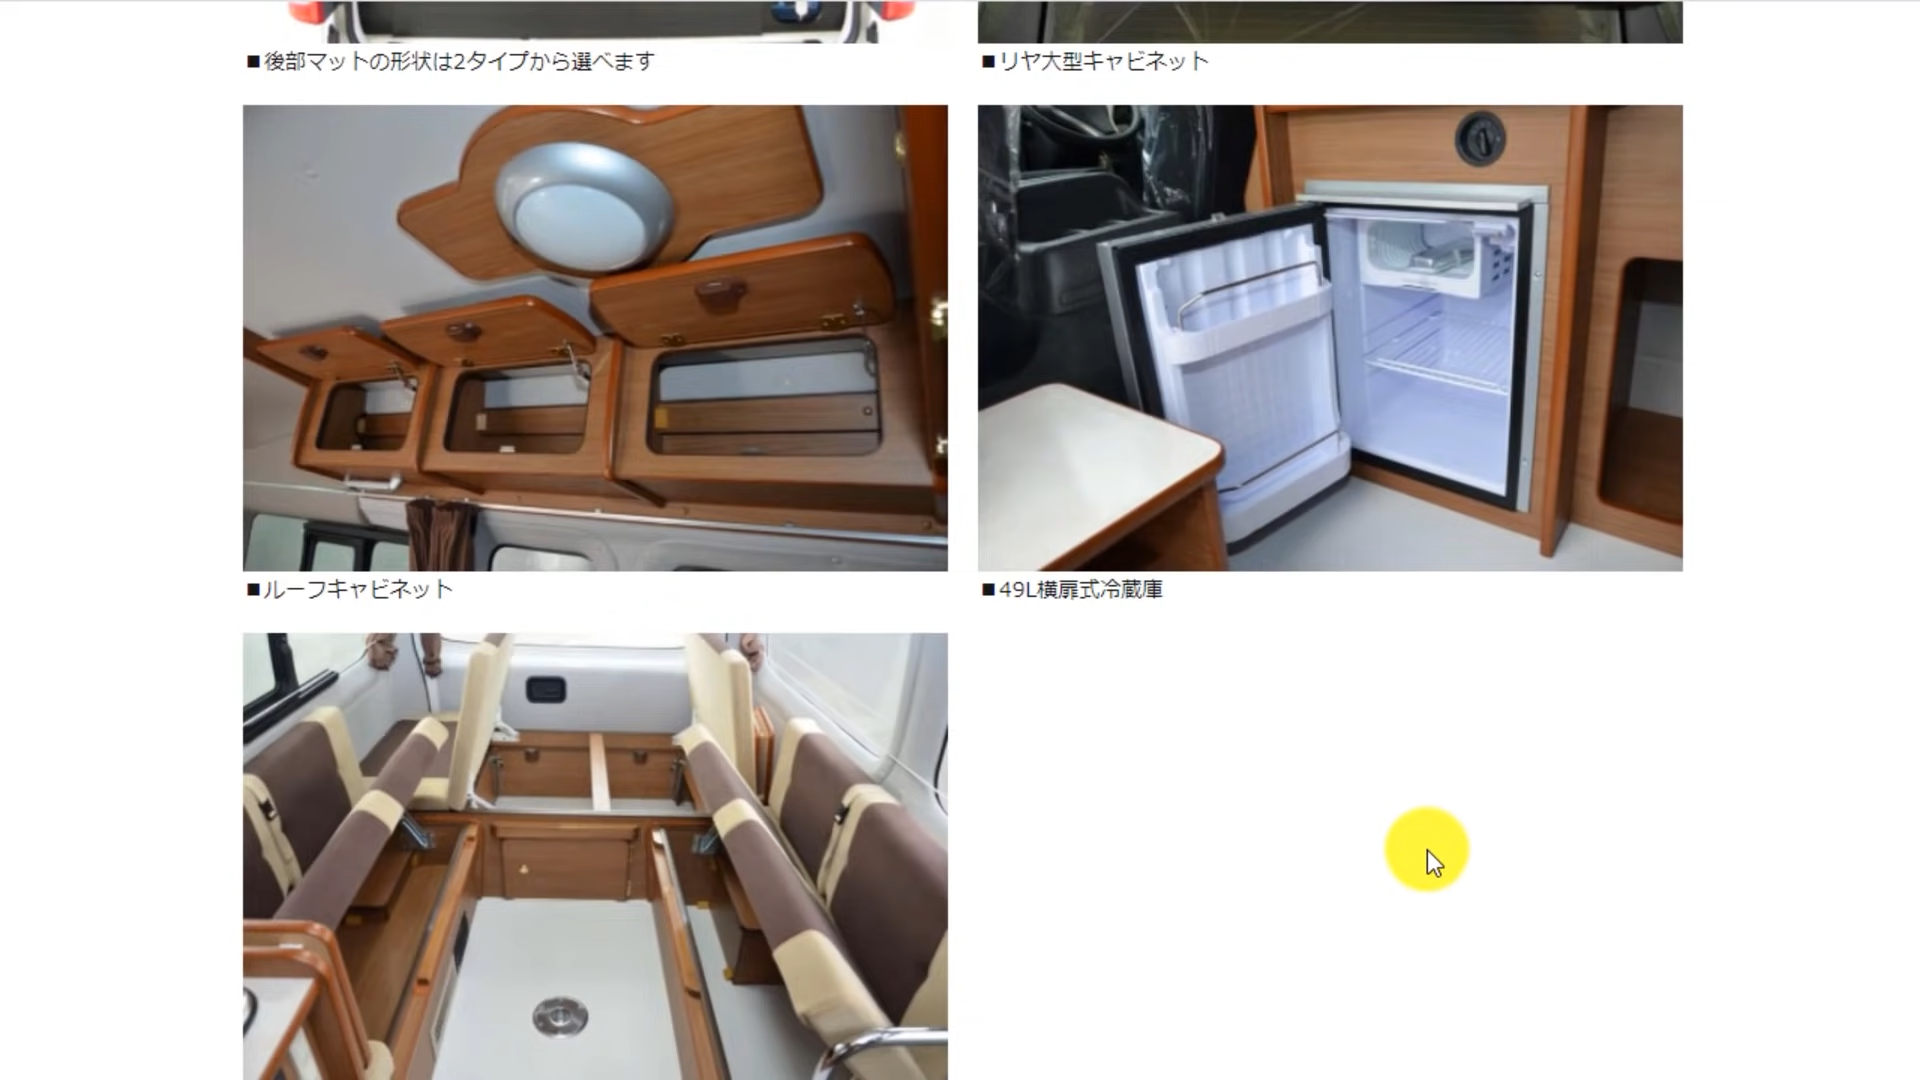 ■後部マットの形状は2タイプから選べます
■リヤ大型キャビネット
■ルーフキャビネット
■49L横扉式冷蔵庫